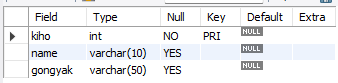 Field Type Null Key Default Extra
kiho int NO PRI NULL
name varchar(10) YES NULL
gongyak varchar(50) YES NULL